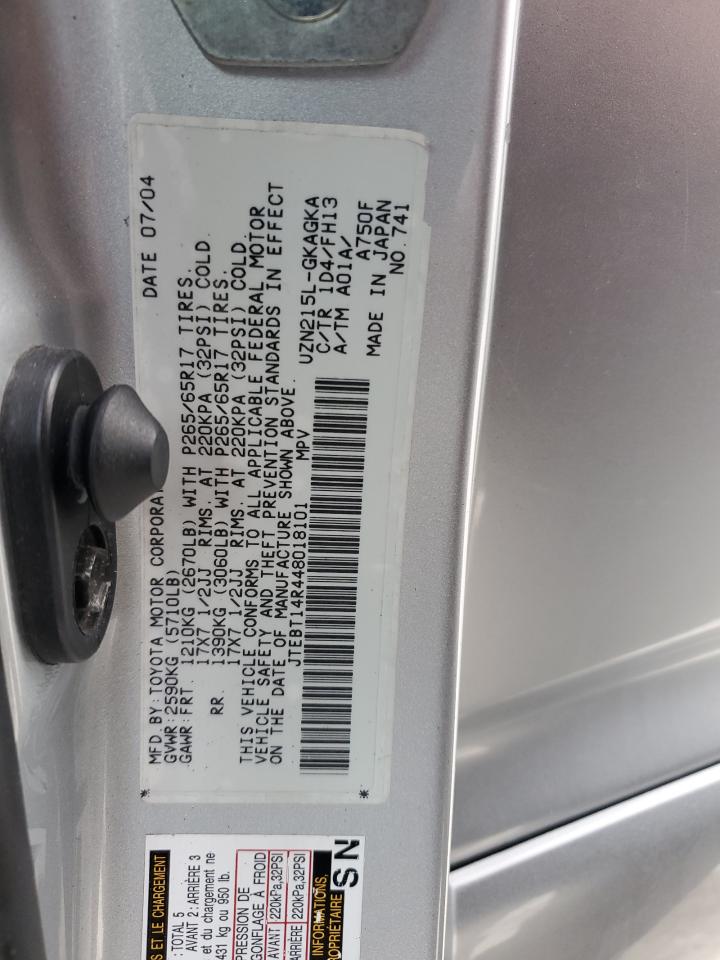 MFD. BY: TOYOTA MOTOR CORPORAT DATE 07/04
GVWR: 2590KG (5710LB)
GAWR: FRT. 1210KG (2670LB) WITH P265/65R17 TIRES.
17X7 1/2JJ RIMS. AT 220KPA (32PSI) COLD.
RR. 1390KG (3060LB) WITH P265/65R17 TIRES.
17X7 1/2JJ RIMS. AT 220KPA (32PSI) COLD.
THIS VEHICLE CONFORMS TO ALL APPLICABLE FEDERAL MOTOR
VEHICLE SAFETY AND THEFT PREVENTION STANDARDS IN EFFECT
ON THE DATE OF MANUFACTURE SHOWN ABOVE.
JTEBT14R448018101 MPV
UZN215L-GKAGKA
C/TR 1D4/FH13
A/TM A01A/
A750F
MADE IN JAPAN
* * NO. 741
S ET LE CHARGEMENT
: TOTAL 5
AVANT 2: ARRIÈRE 3
et du chargement ne
431 kg ou 950 lb.
PRESSION DE
GONFLAGE À FROID
AVANT 220kPa,32PSI
ARRIÈRE 220kPa,32PSI
INFORMATIONS,
PROPRIÉTAIRE
N
S